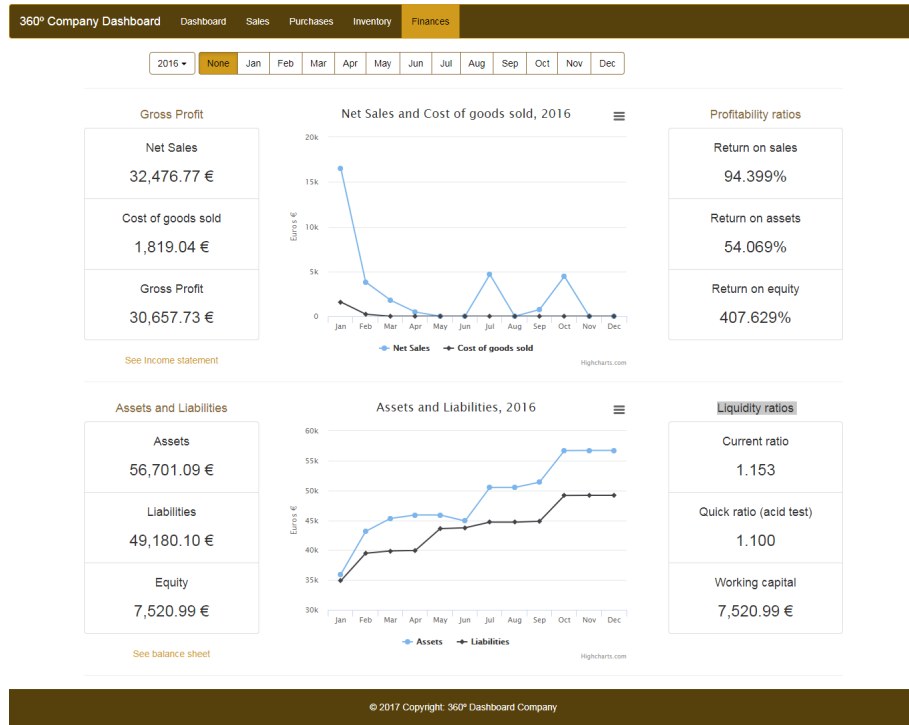 360º Company Dashboard Dashboard Sales Purchases Inventory Finances
2016 None Jan Feb Mar Apr May Jun Jul Aug Sep Oct Nov Dec
Gross Profit
Net Sales
32,476.77 €
Cost of goods sold
1,819.04 €
Gross Profit
30,657.73 €
See Income statement
Net Sales and Cost of goods sold, 2016
Euros €
20k
15k
10k
5k
0
Jan Feb Mar Apr May Jun Jul Aug Sep Oct Nov Dec
Net Sales Cost of goods sold
Highcharts.com
Profitability ratios
Return on sales
94.399%
Return on assets
54.069%
Return on equity
407.629%
Assets and Liabilities
Assets
56,701.09 €
Liabilities
49,180.10 €
Equity
7,520.99 €
See balance sheet
Assets and Liabilities, 2016
Euros €
60k
55k
50k
45k
40k
35k
30k
Jan Feb Mar Apr May Jun Jul Aug Sep Oct Nov Dec
Assets Liabilities
Highcharts.com
Liquidity ratios
Current ratio
1.153
Quick ratio (acid test)
1.100
Working capital
7,520.99 €
© 2017 Copyright: 360º Dashboard Company